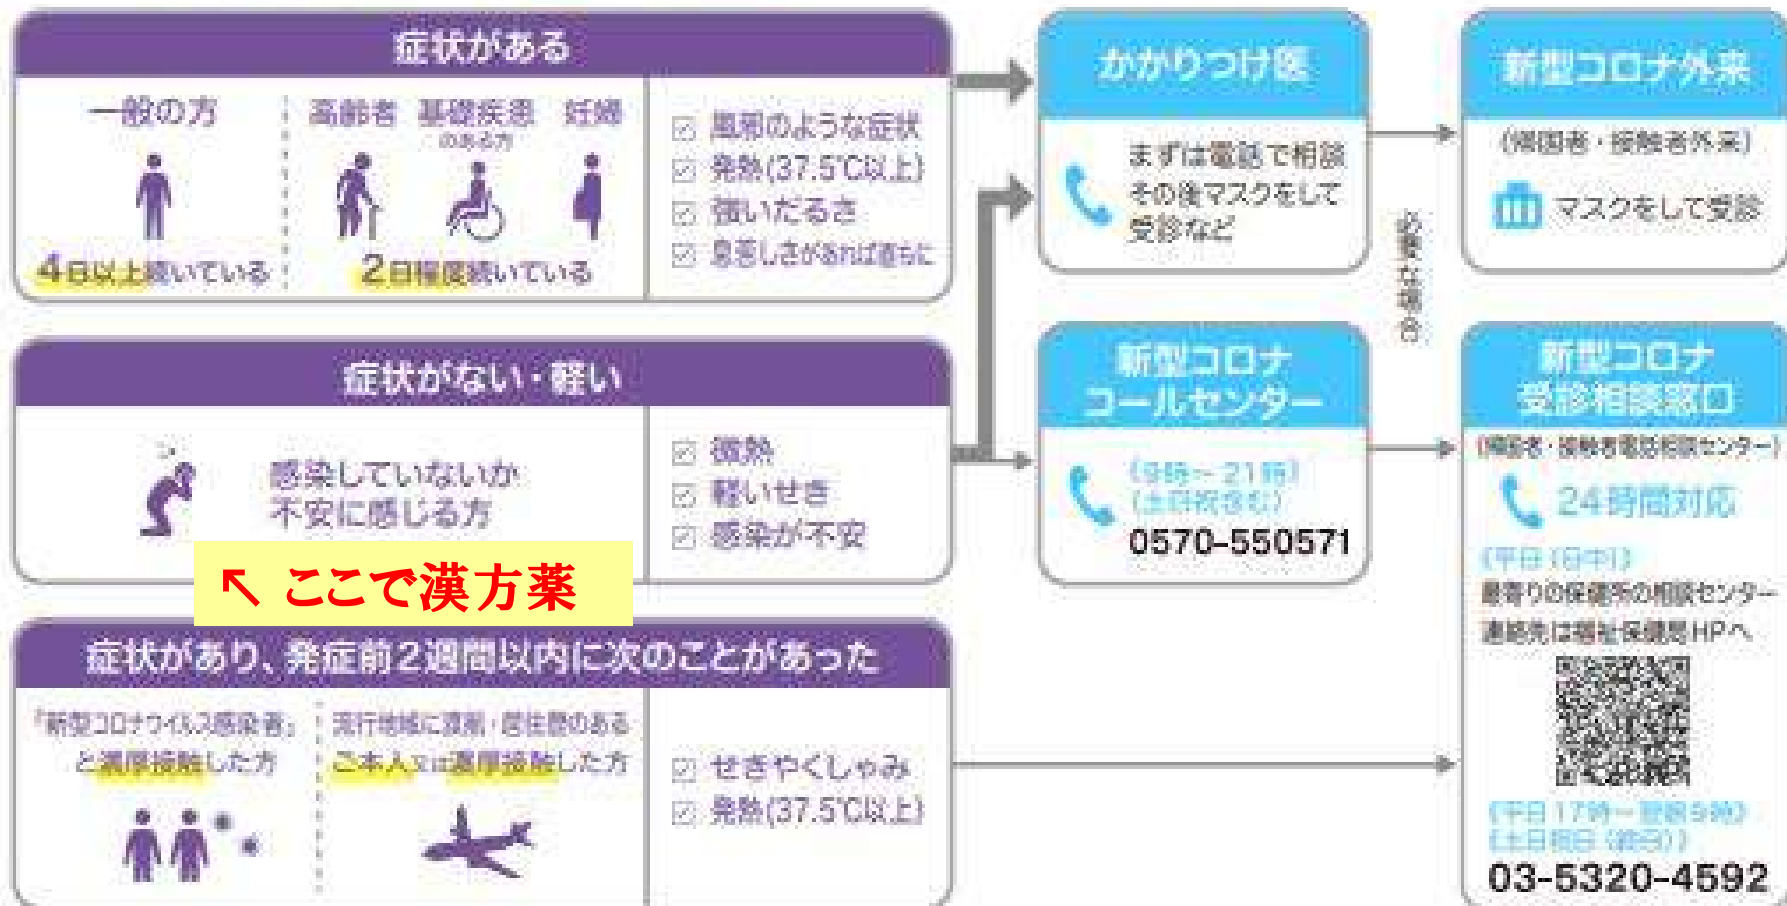 症状がある
一般の方
4日以上続いている
高齢者 基礎疾患 妊婦
のある方
2日程度続いている
☑ 風邪のような症状
☑ 発熱(37.5℃以上)
☑ 強いだるさ
☑ 息苦しさがあれば直ちに
かかりつけ医
まずは電話で相談
その後マスクをして
受診など
新型コロナ外来
(帰国者・接触者外来)
マスクをして受診
症状がない・軽い
感染していないか
不安に感じる方
☑ 微熱
☑ 軽いせき
☑ 感染が不安
↖ ここで漢方薬
新型コロナ
コールセンター
(9時~21時)
(土日祝含む)
0570-550571
新型コロナ
受診相談窓口
(帰国者・接触者電話相談センター)
24時間対応
(平日(日中))
最寄りの保健所の相談センター
連絡先は福祉保健局HPへ
(平日17時~翌朝9時)
(土日祝日(終日))
03-5320-4592
症状があり、発症前2週間以内に次のことがあった
「新型コロナウイルス感染者」
と濃厚接触した方
流行地域に渡航・居住歴のある
ご本人又は濃厚接触した方
☑ せきやくしゃみ
☑ 発熱(37.5℃以上)